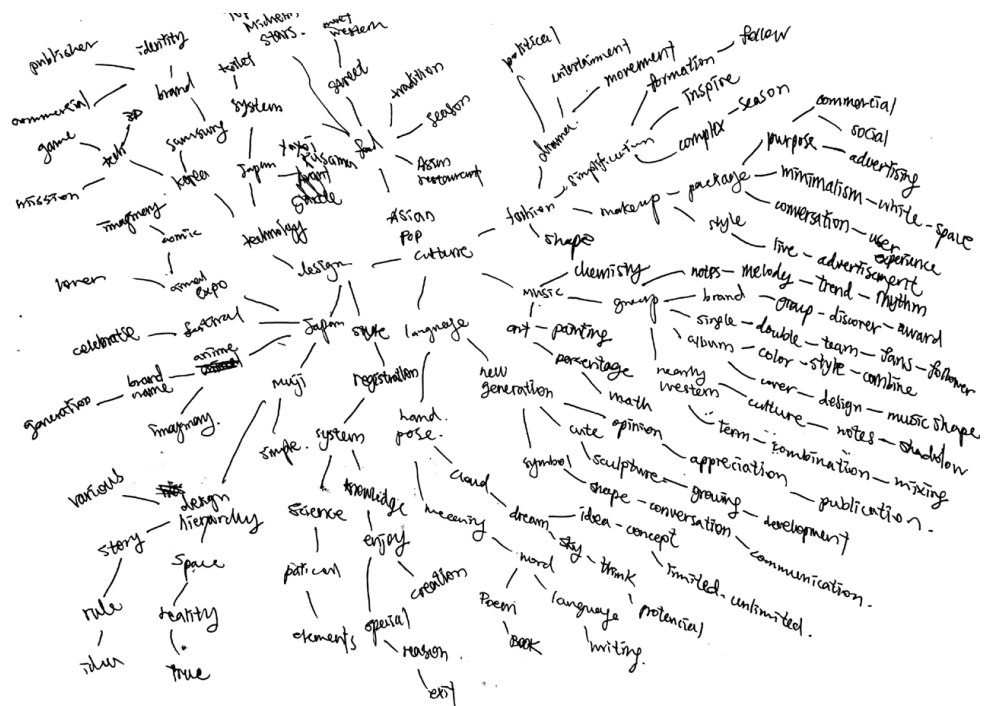 Michelin
stars.
western
publisher
identity
toilet
street
tradition
season
commercial
brand
system
game
3D
tech
samsung
mission
korea
Japan
Yayoi
Kusama
food
Asian
restaurant
imaginary
comic
technology
Asian
pop
culture
design
expo
festival
celebrate
Japan
style
language
anime
brand
name
generation
imaginary.
muji
simple.
registration
system
hand
pose.
new
generation
various
design
hierarchy
story
space
rule
reality
idea
true
science
knowledge
enjoy
elements
special
creation
reason
exit
meaning
cloud
dream
idea - concept
sky - think
potencial
limited - unlimited.
word
Poem
BOOK
language
writing.
symbol
shape - conversation
communication.
cute
sculpture - growing
development
opinion
appreciation
publication.
political
entertainment
movement
drama
formation
follow
simplification
inspire
complex
season
fashion
shape
makeup
package
purpose
commercial
social
advertising
minimalism - white - space
conversation - user
experience
style
live - advertisement
music
chemistry
group
notes - melody - trend - rhythm
brand
group - discover - award
single - double - team - fans - follower
album
color - style - combine
cover - design - music shape
nearly
western
culture - notes - shadow
term - combination - mixing
art - painting
percentage
math